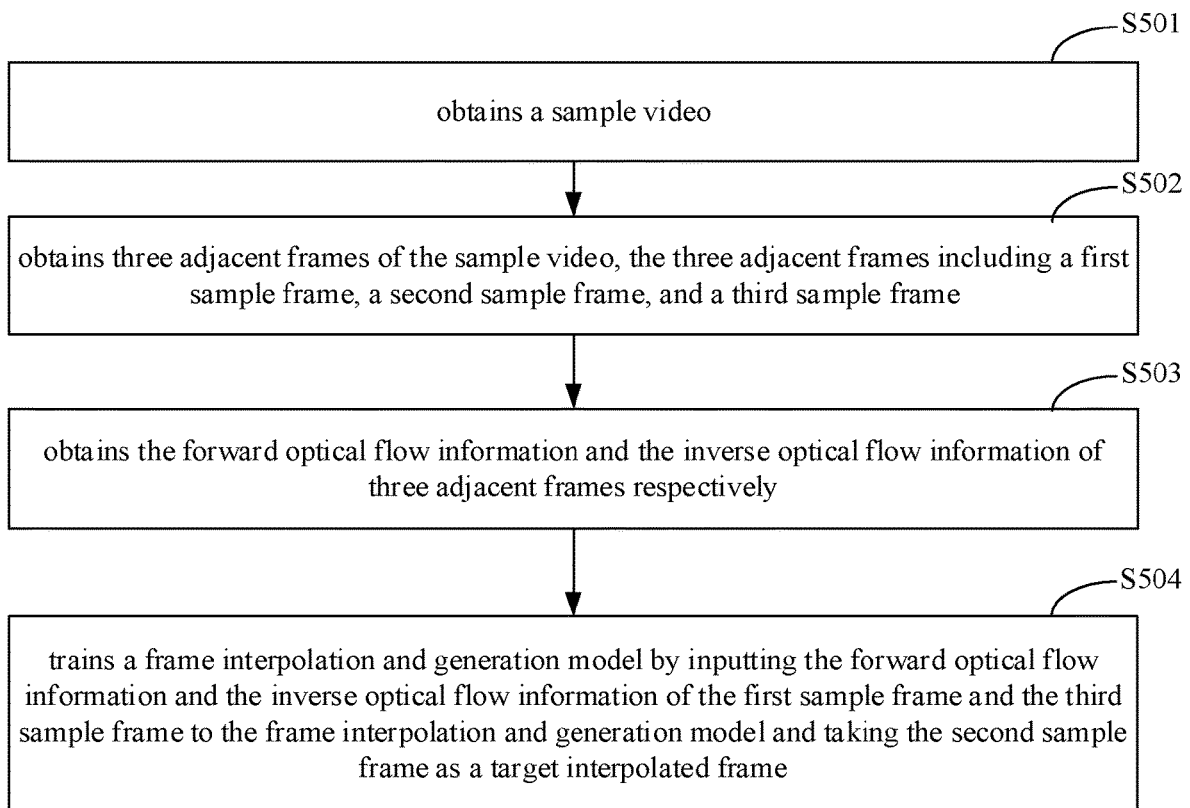 S501
obtains a sample video
S502
obtains three adjacent frames of the sample video, the three adjacent frames including a first
sample frame, a second sample frame, and a third sample frame
S503
obtains the forward optical flow information and the inverse optical flow information of
three adjacent frames respectively
S504
trains a frame interpolation and generation model by inputting the forward optical flow
information and the inverse optical flow information of the first sample frame and the third
sample frame to the frame interpolation and generation model and taking the second sample
frame as a target interpolated frame